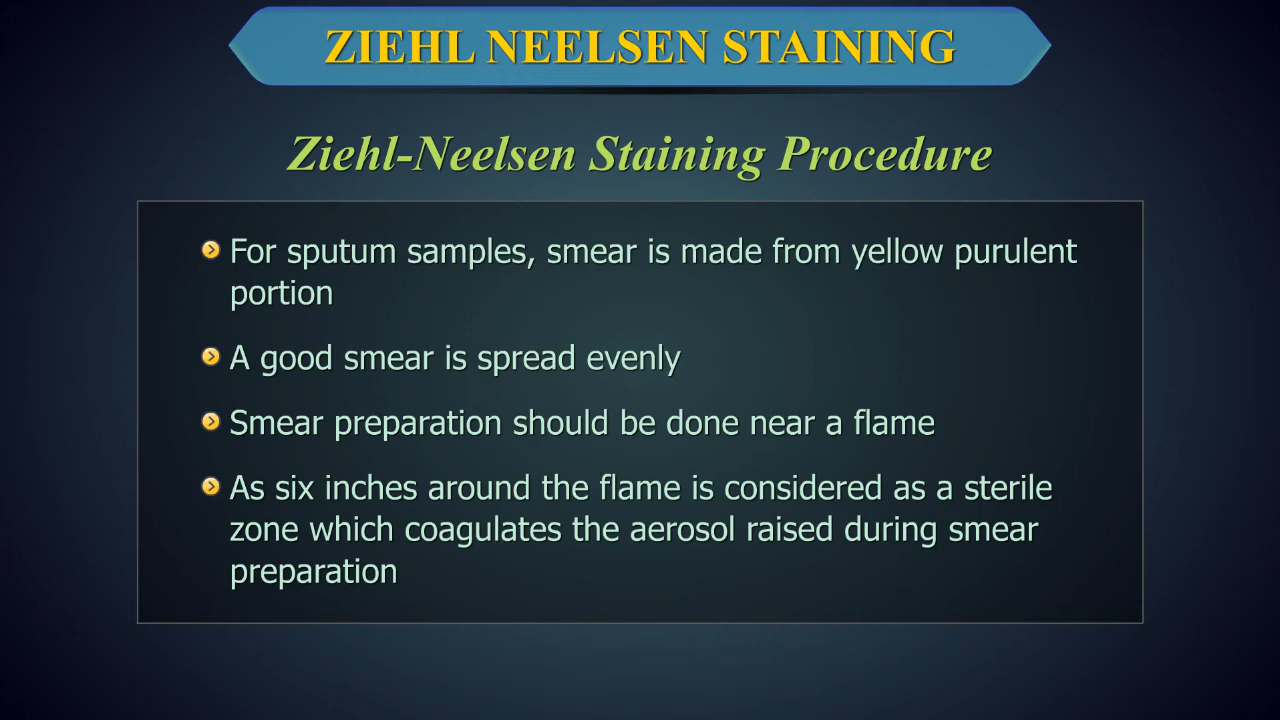 ZIEHL NEELSEN STAINING
Ziehl-Neelsen Staining Procedure
For sputum samples, smear is made from yellow purulent
portion
A good smear is spread evenly
Smear preparation should be done near a flame
As six inches around the flame is considered as a sterile
zone which coagulates the aerosol raised during smear
preparation